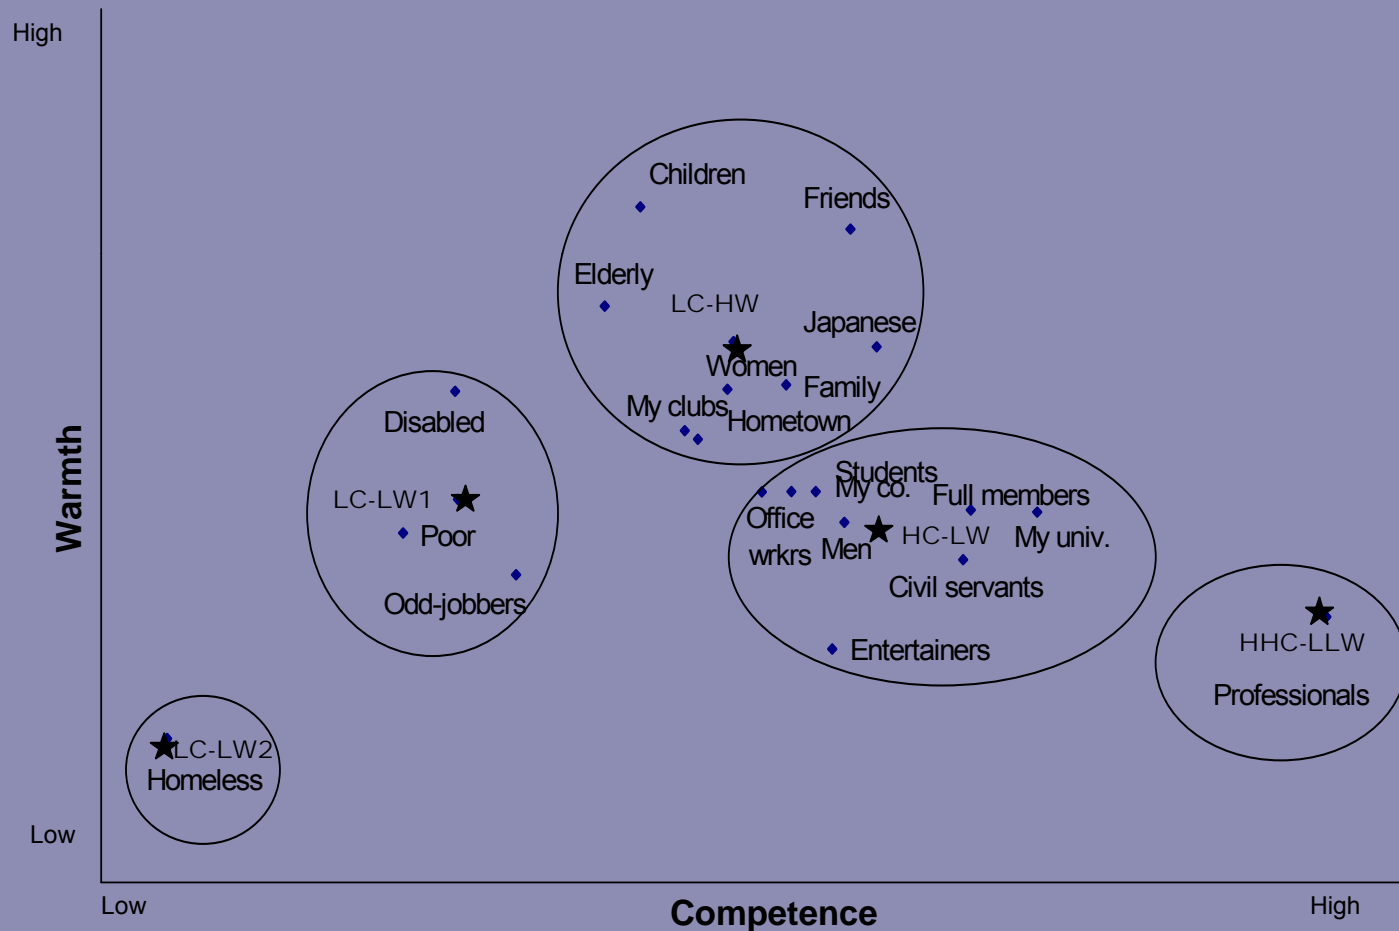 High
Children
Friends
Elderly
LC-HW
Japanese
Women
Family
My clubs
Hometown
Disabled
Students
LC-LW1
My co.
Full members
Office
wrkrs
Men
HC-LW
My univ.
Poor
Civil servants
Odd-jobbers
Entertainers
HHC-LLW
Professionals
LC-LW2
Homeless
Warmth
Low
Low
Competence
High